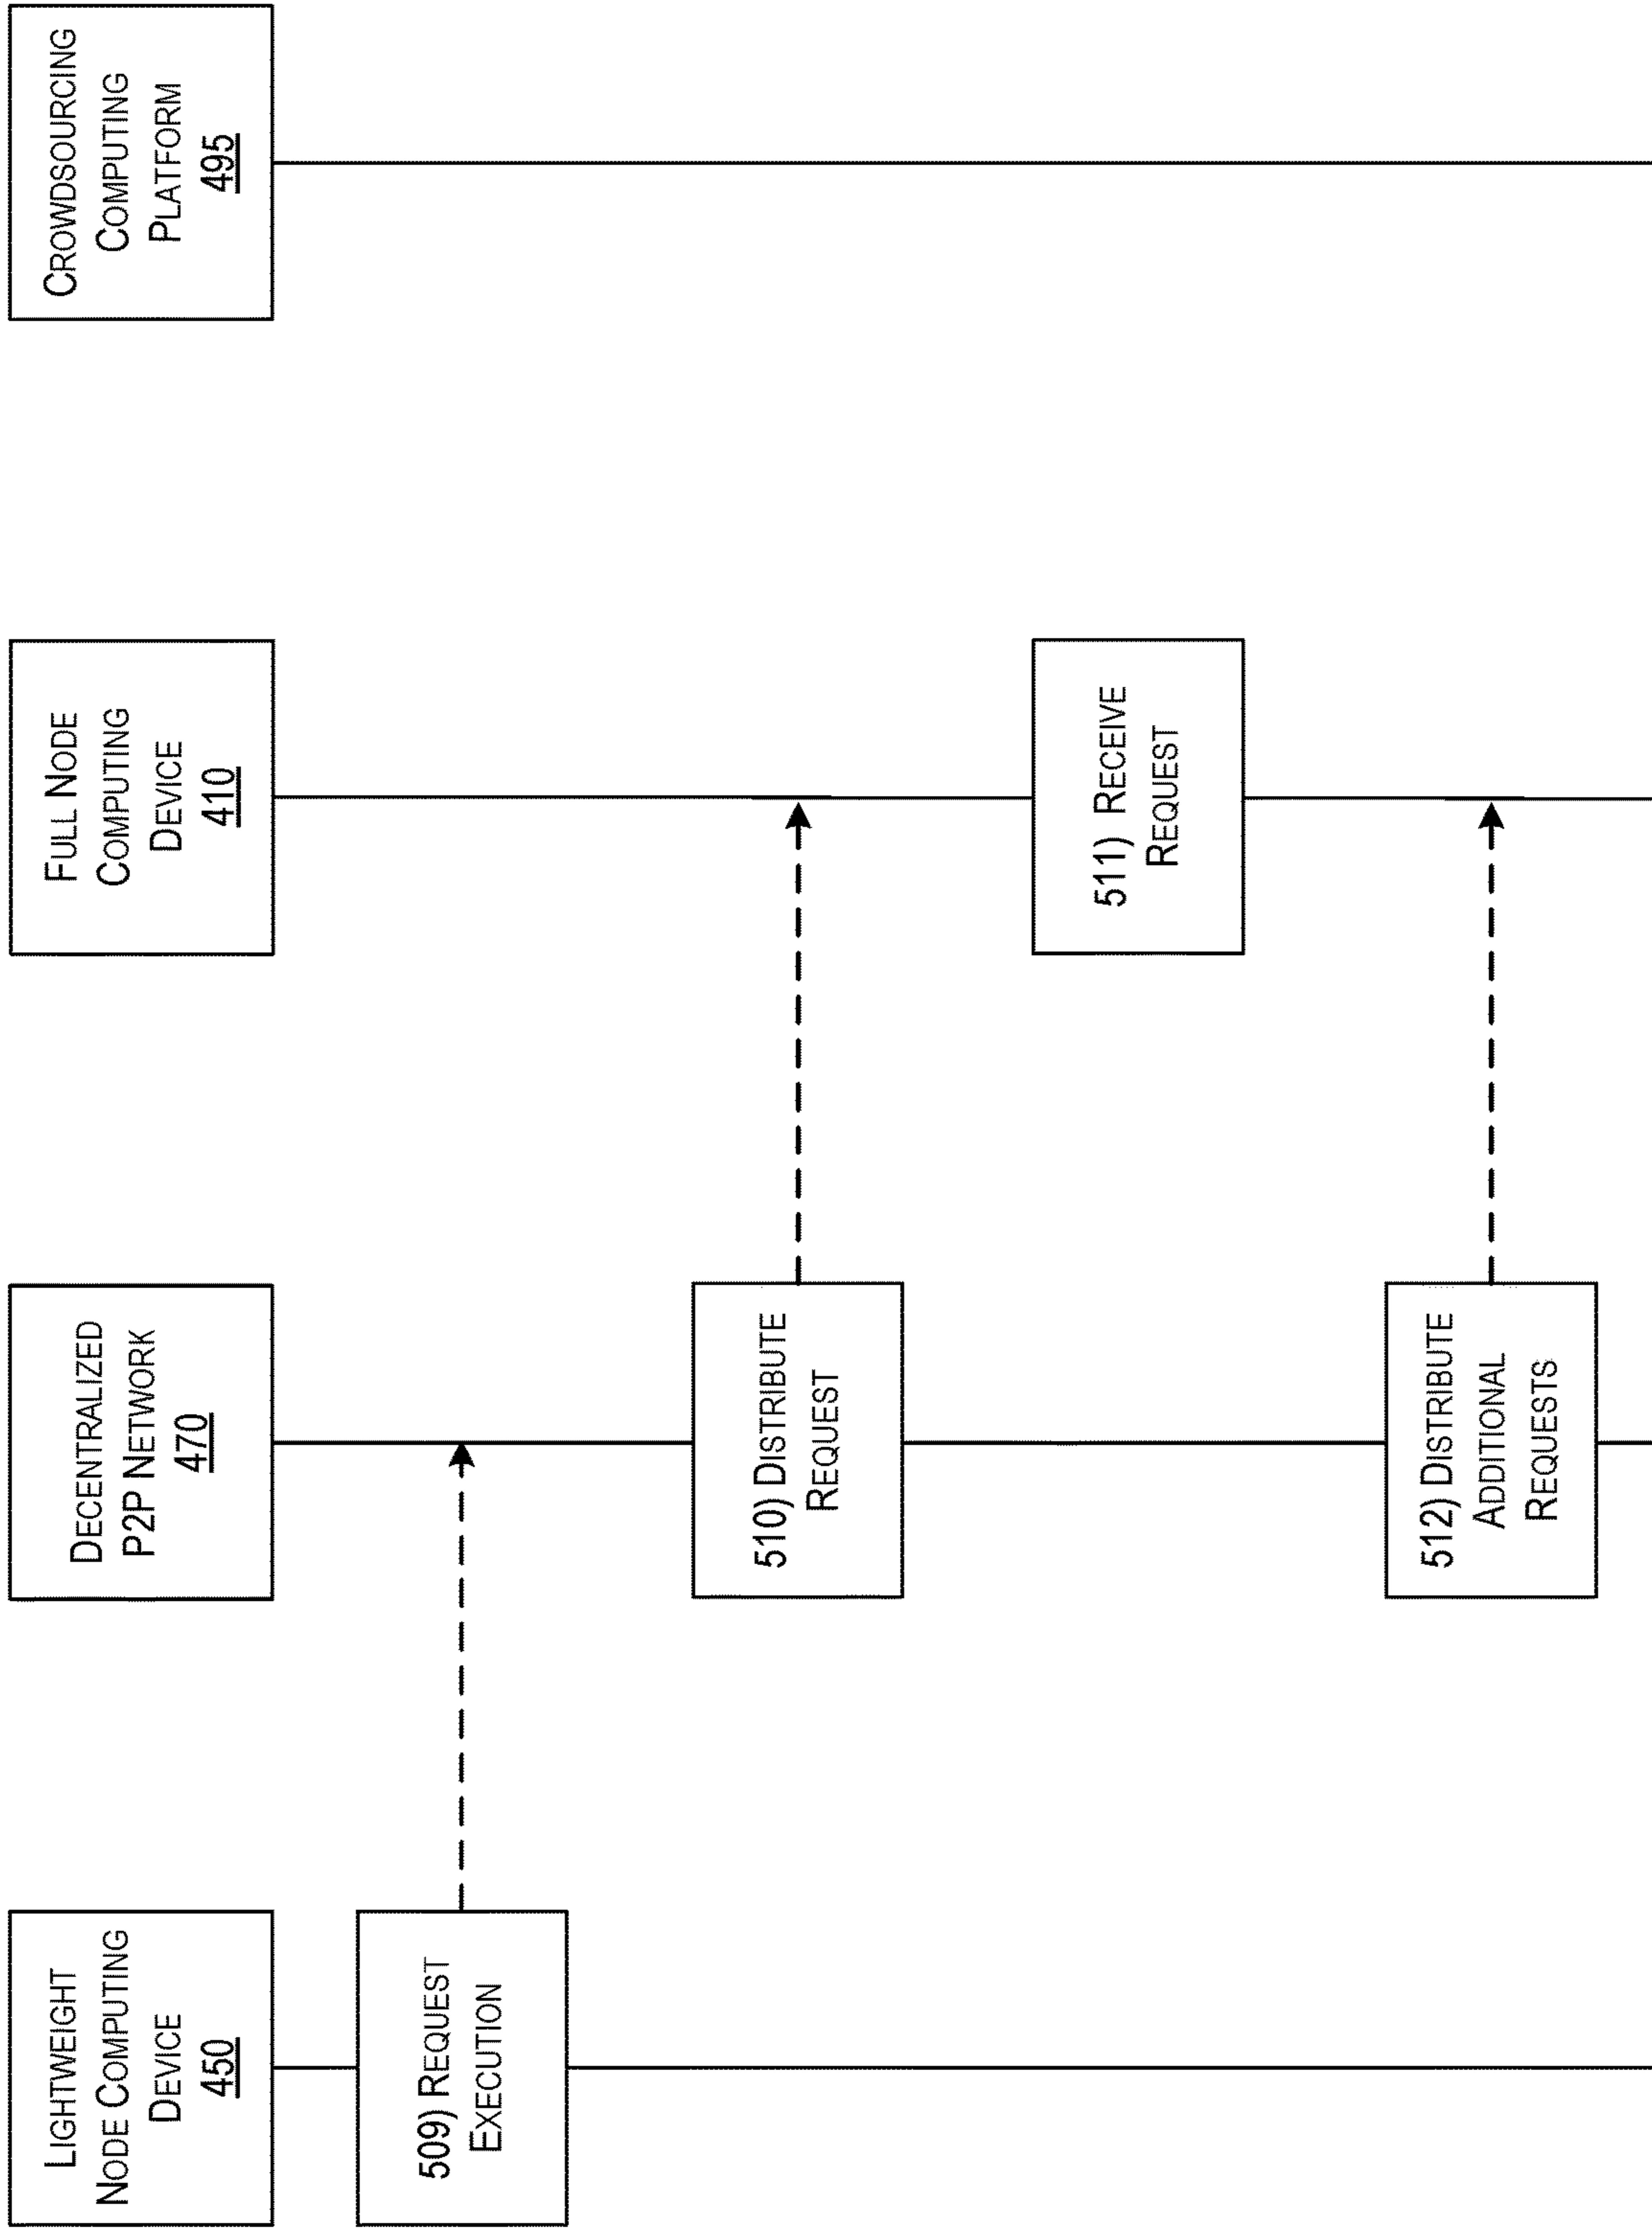 LIGHTWEIGHT
NODE COMPUTING
DEVICE
450
DECENTRALIZED
P2P NETWORK
470
FULL NODE
COMPUTING
DEVICE
410
CROWDSOURCING
COMPUTING
PLATFORM
495
509) REQUEST
EXECUTION
510) DISTRIBUTE
REQUEST
511) RECEIVE
REQUEST
512) DISTRIBUTE
ADDITIONAL
REQUESTS